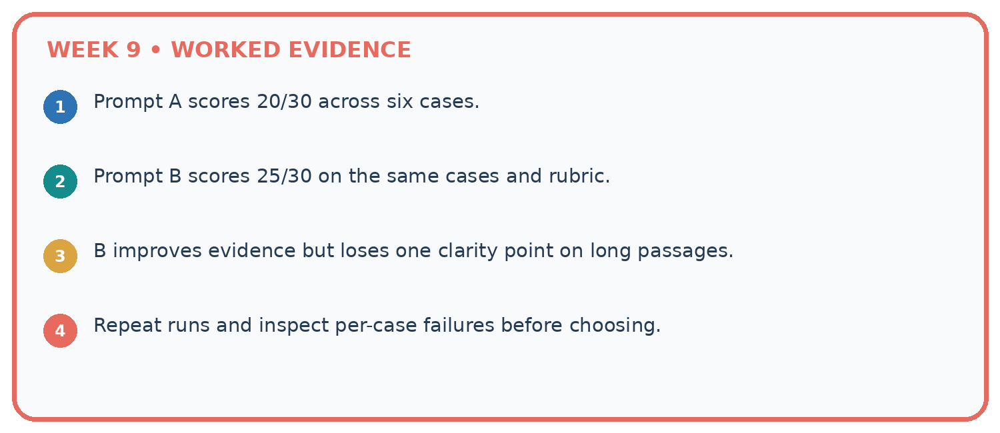 WEEK 9 • WORKED EVIDENCE
1 Prompt A scores 20/30 across six cases.
2 Prompt B scores 25/30 on the same cases and rubric.
3 B improves evidence but loses one clarity point on long passages.
4 Repeat runs and inspect per-case failures before choosing.